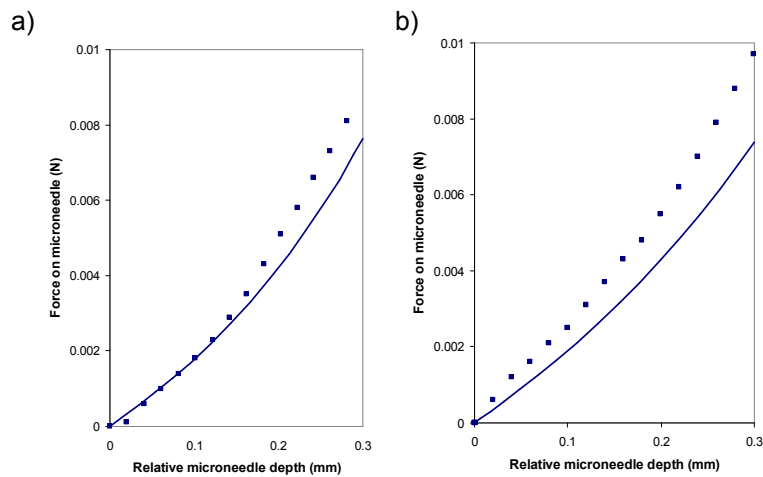 a)
0.01
0.008
0.006
0.004
0.002
0
0 0.1 0.2 0.3
Force on microneedle (N)
Relative microneedle depth (mm)
b)
0.01
0.008
0.006
0.004
0.002
0
0 0.1 0.2 0.3
Force on microneedle (N)
Relative microneedle depth (mm)